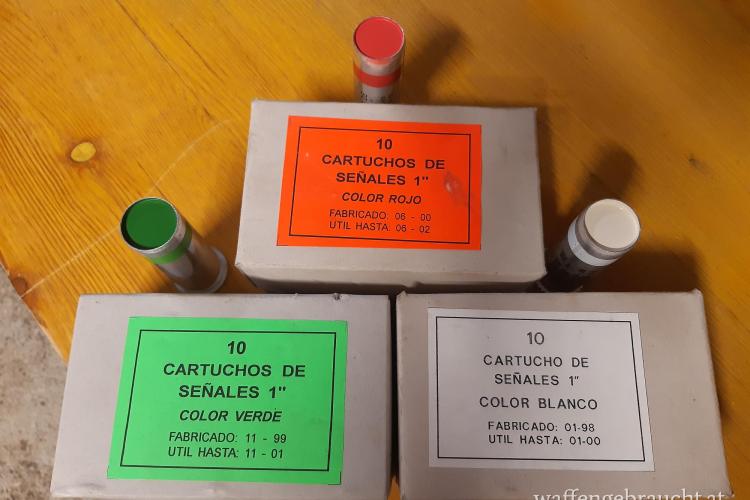 10
CARTUCHOS DE
SEÑALES 1"
COLOR ROJO
FABRICADO: 06 - 00
UTIL HASTA: 06 - 02
10
CARTUCHOS DE
SEÑALES 1"
COLOR VERDE
FABRICADO: 11 - 99
UTIL HASTA: 11 - 01
10
CARTUCHO DE
SEÑALES 1"
COLOR BLANCO
FABRICADO: 01-98
UTIL HASTA: 01-00
waffengebraucht.at